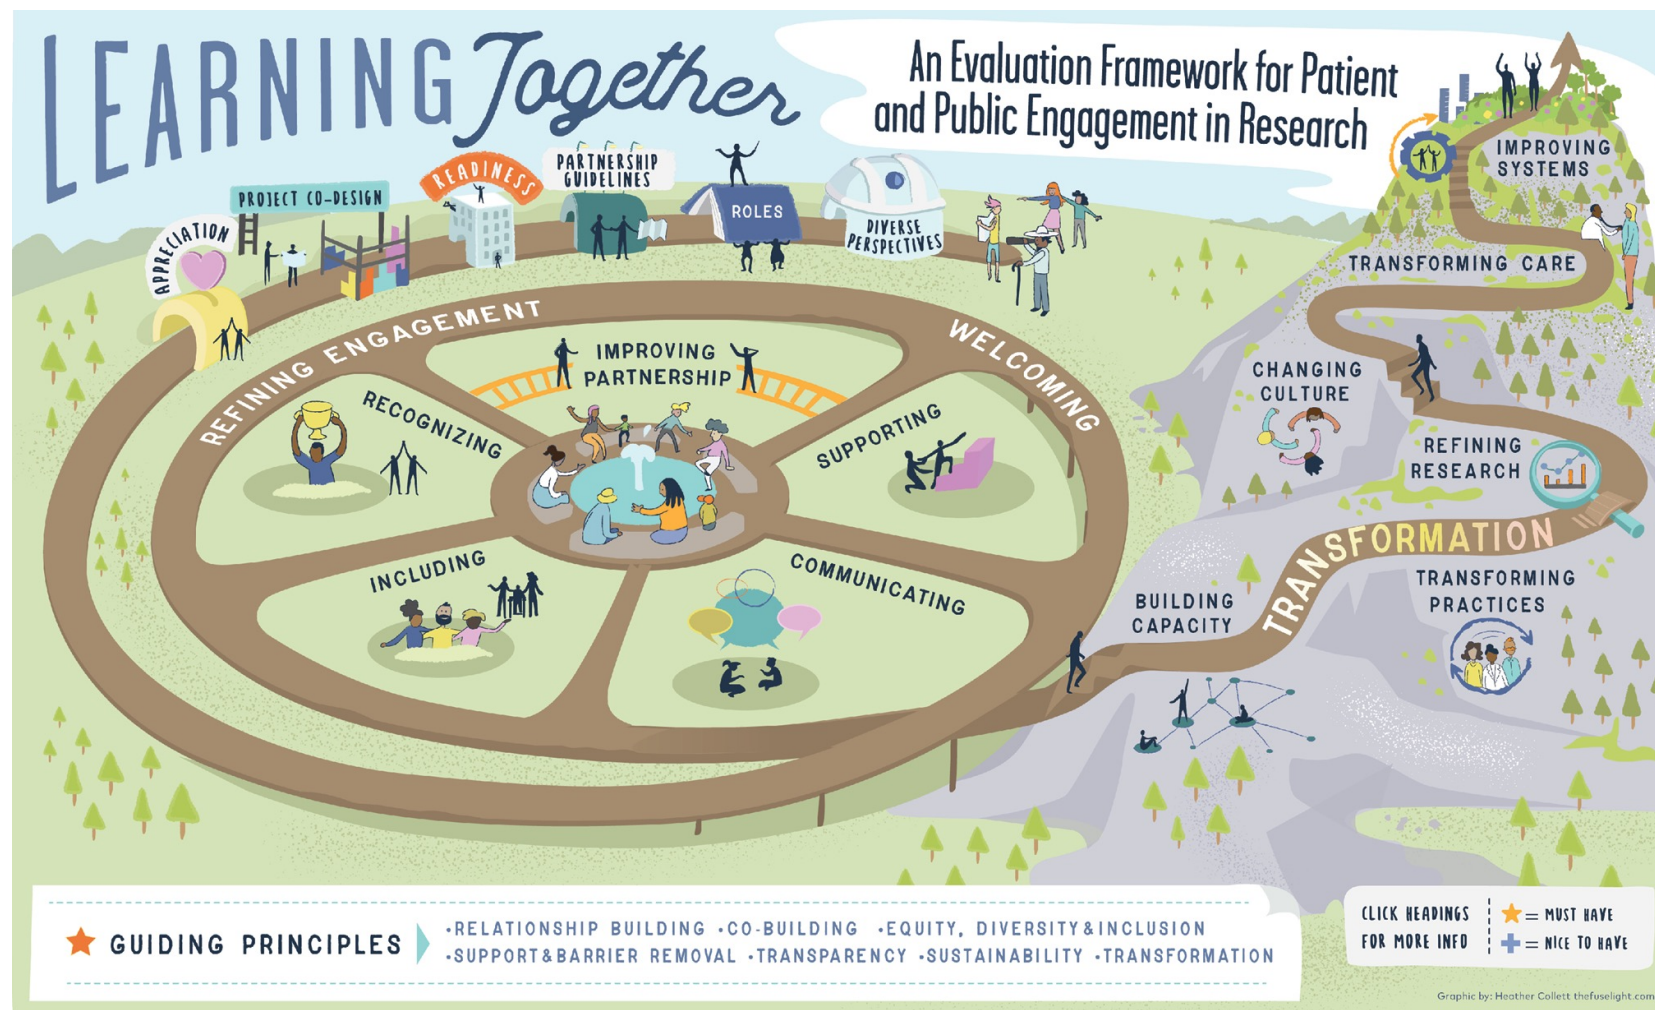 LEARNING Together
An Evaluation Framework for Patient
and Public Engagement in Research
APPRECIATION
PROJECT CO-DESIGN
READINESS
PARTNERSHIP
GUIDELINES
ROLES
DIVERSE
PERSPECTIVES
REFINING ENGAGEMENT
WELCOMING
IMPROVING
PARTNERSHIP
RECOGNIZING
SUPPORTING
INCLUDING
COMMUNICATING
IMPROVING
SYSTEMS
TRANSFORMING CARE
CHANGING
CULTURE
REFINING
RESEARCH
TRANSFORMATION
TRANSFORMING
PRACTICES
BUILDING
CAPACITY
GUIDING PRINCIPLES
•RELATIONSHIP BUILDING •CO-BUILDING •EQUITY, DIVERSITY & INCLUSION
•SUPPORT & BARRIER REMOVAL •TRANSPARENCY •SUSTAINABILITY •TRANSFORMATION
CLICK HEADINGS
FOR MORE INFO
= MUST HAVE
= NICE TO HAVE
Graphic by: Heather Collett thefuselight.com